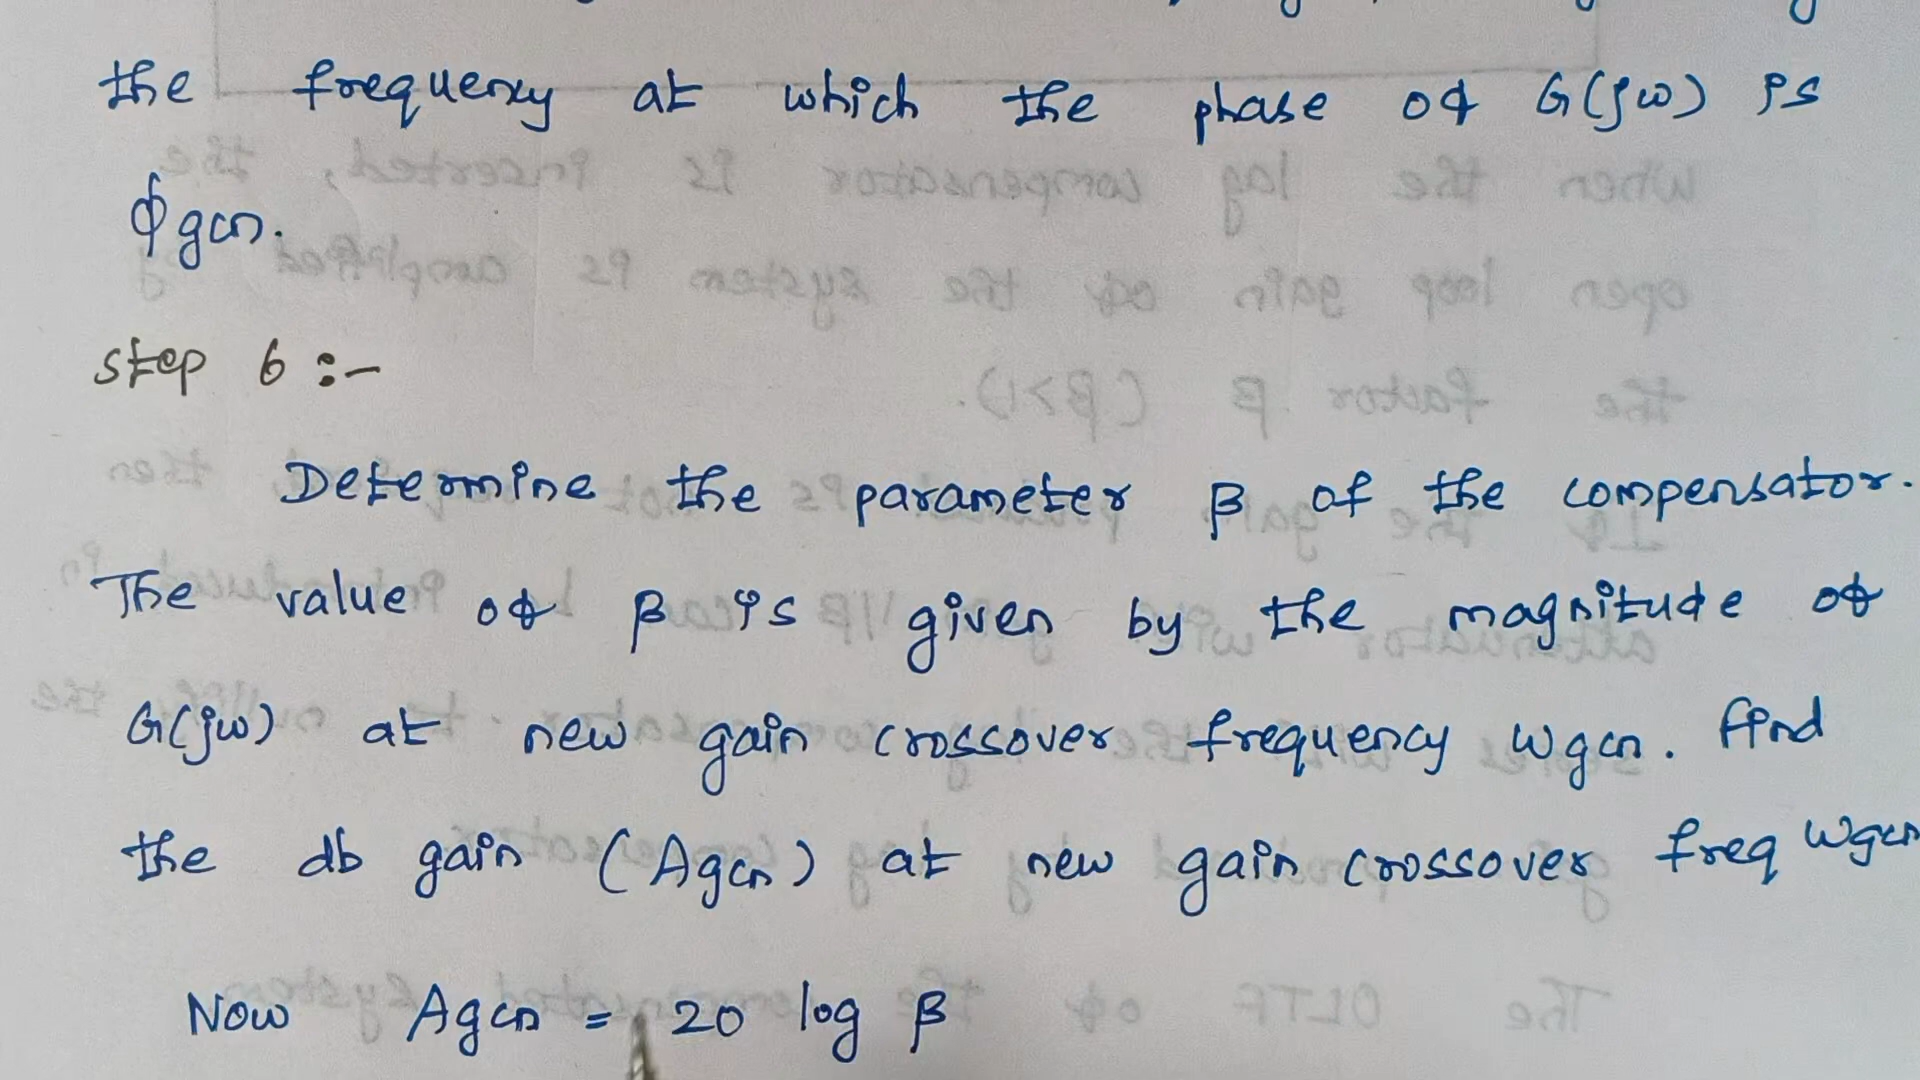 the frequency at which the phase of G(jω) is
ϕgcn.
step 6 :-
Determine the parameter β of the compensator.
The value of β is given by the magnitude of
G(jω) at new gain crossover frequency ωgcn. find
the db gain (Agcn) at new gain crossover freq ωgcn
Now Agcn = 20 log β